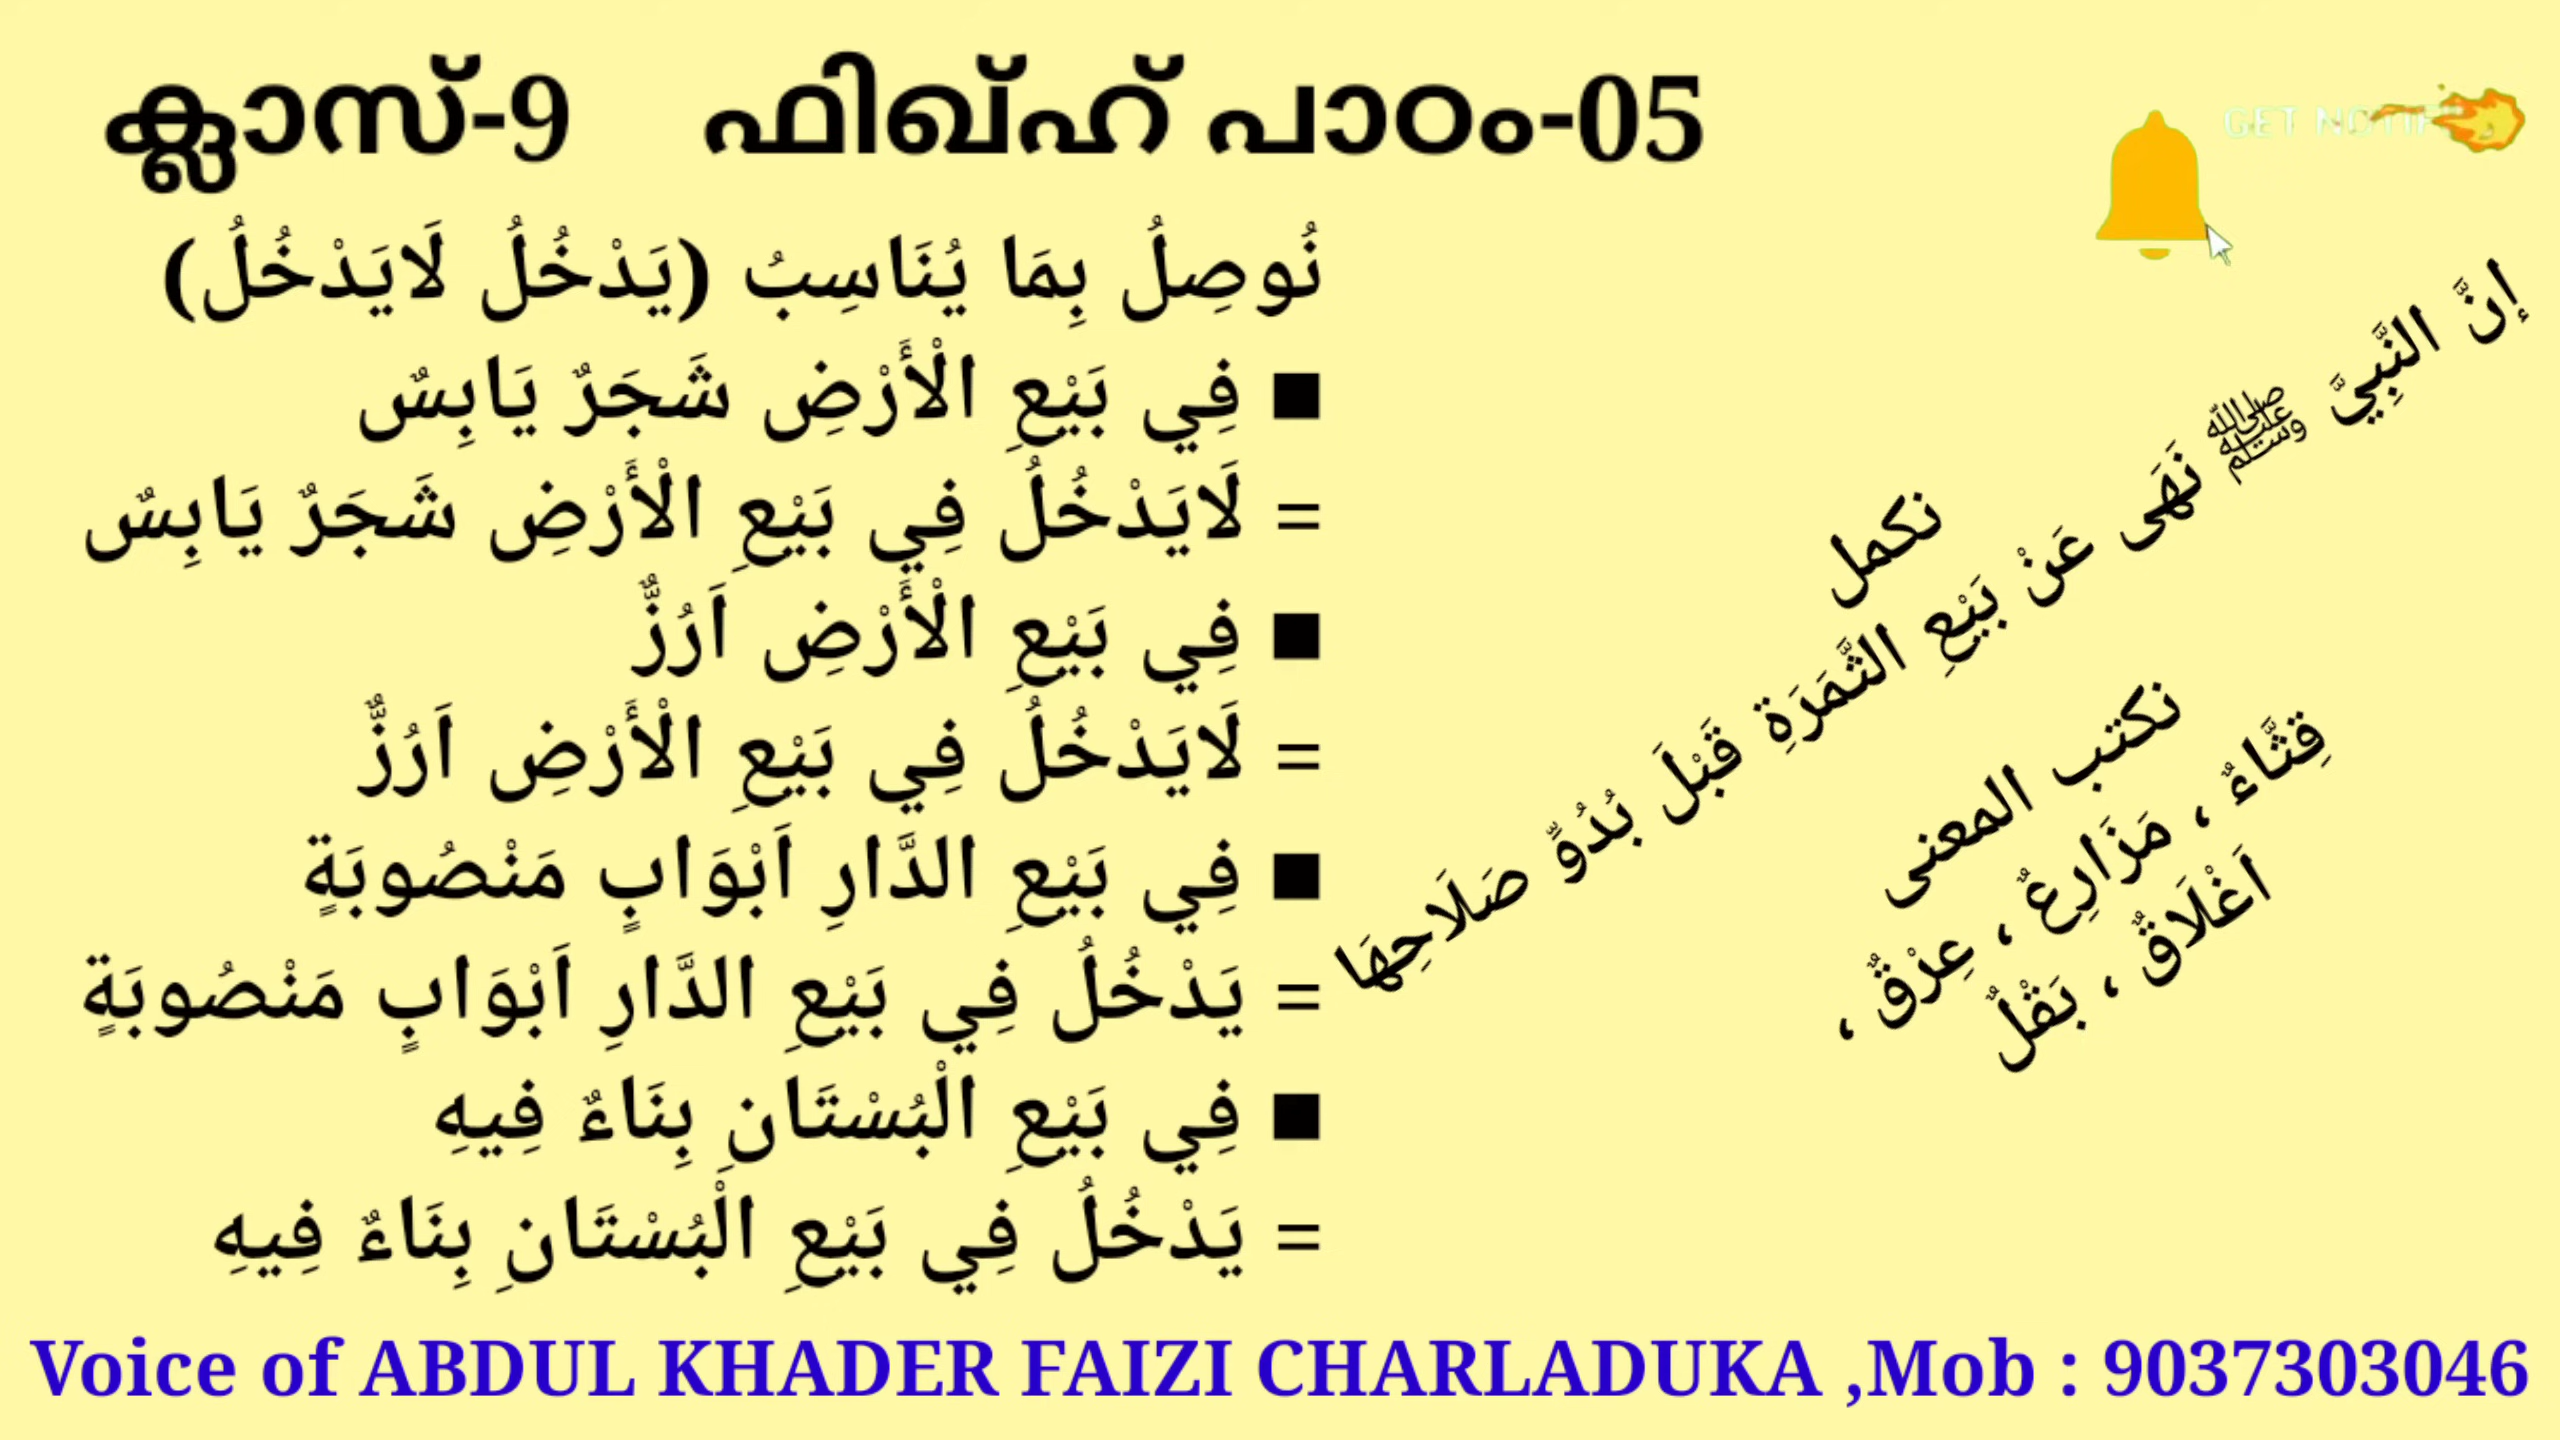 ക്ലാസ്-9 ഫിഖ്ഹ് പാഠം-05
GET
نُوصِلُ بِمَا يُنَاسِبُ (يَدْخُلُ لَايَدْخُلُ)
■ فِي بَيْعِ الْأَرْضِ شَجَرٌ يَابِسٌ
= لَايَدْخُلُ فِي بَيْعِ الْأَرْضِ شَجَرٌ يَابِسٌ
■ فِي بَيْعِ الْأَرْضِ اَرُزٌّ
= لَايَدْخُلُ فِي بَيْعِ الْأَرْضِ اَرُزٌّ
■ فِي بَيْعِ الدَّارِ اَبْوَابٍ مَنْصُوبَةٍ
= يَدْخُلُ فِي بَيْعِ الدَّارِ اَبْوَابٍ مَنْصُوبَةٍ
■ فِي بَيْعِ الْبُسْتَانِ بِنَاءٌ فِيهِ
= يَدْخُلُ فِي بَيْعِ الْبُسْتَانِ بِنَاءٌ فِيهِ
نكمل
إنَّ النَّبِيَّ ﷺ نَهَى عَنْ بَيْعِ الثَّمَرَةِ قَبْلَ بُدُوِّ صَلَاحِهَا
نكتب المعنى
قِثَّاءٌ ، مَزَارِعٌ ، عِرْقٌ ،
اَغْلَاقٌ ، بَقْلٌ
Voice of ABDUL KHADER FAIZI CHARLADUKA ,Mob : 9037303046